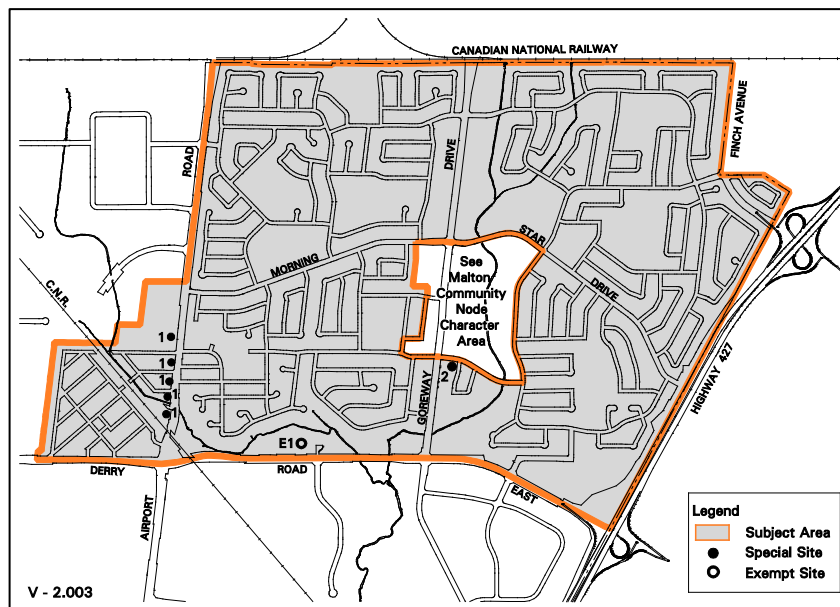 CANADIAN NATIONAL RAILWAY
FINCH AVENUE
ROAD
DRIVE
STAR
MORNING
DRIVE
See
Malton
Community
Node
Character
Area
C.N.R.
1
1
1
1
1
2
GOREWAY
HIGHWAY 427
E1
DERRY
ROAD
EAST
AIRPORT
Legend
Subject Area
Special Site
Exempt Site
V - 2.003